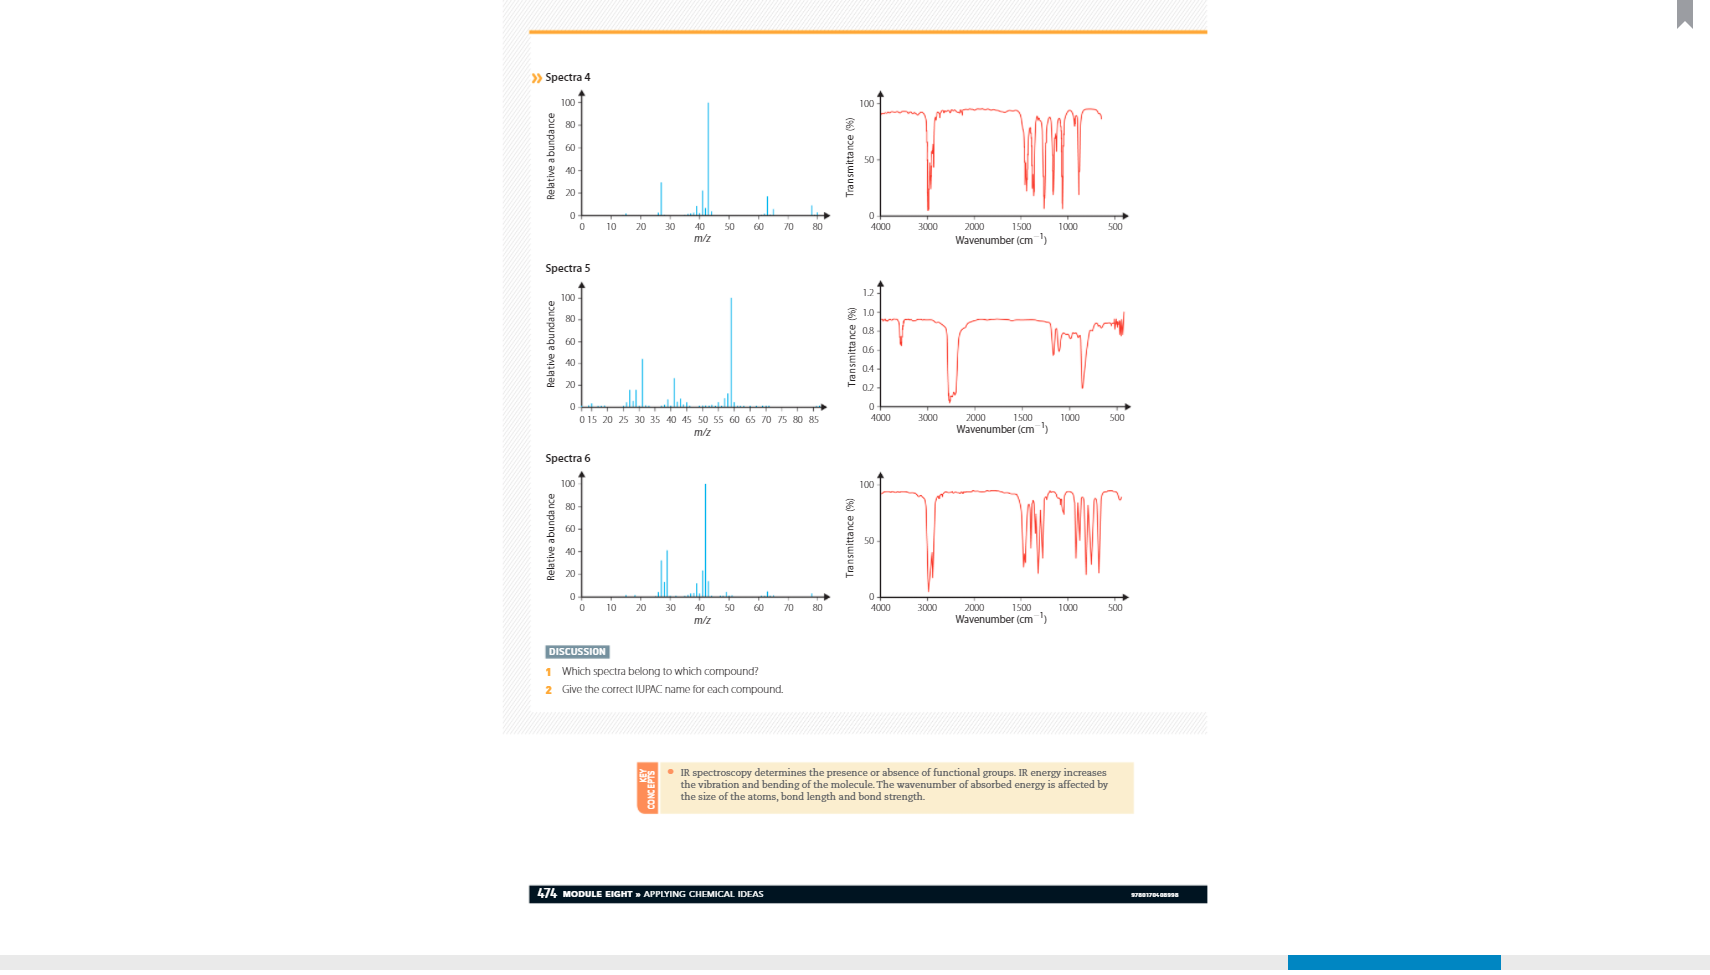 » Spectra 4
100
80
60
40
20
0
Relative abundance
0 10 20 30 40 50 60 70 80
m/z
100
50
0
Transmittance (%)
4000 3000 2000 1500 1000 500
Wavenumber (cm⁻¹)
Spectra 5
100
80
60
40
20
0
Relative abundance
0 15 20 25 30 35 40 45 50 55 60 65 70 75 80 85
m/z
1.2
1.0
0.8
0.6
0.4
0.2
0
Transmittance (%)
4000 3000 2000 1500 1000 500
Wavenumber (cm⁻¹)
Spectra 6
100
80
60
40
20
0
Relative abundance
0 10 20 30 40 50 60 70 80
m/z
100
50
0
Transmittance (%)
4000 3000 2000 1500 1000 500
Wavenumber (cm⁻¹)
DISCUSSION
1 Which spectra belong to which compound?
2 Give the correct IUPAC name for each compound.
KEY
CONCEPTS
• IR spectroscopy determines the presence or absence of functional groups. IR energy increases
the vibration and bending of the molecule. The wavenumber of absorbed energy is affected by
the size of the atoms, bond length and bond strength.
474 MODULE EIGHT » APPLYING CHEMICAL IDEAS
9780170408998